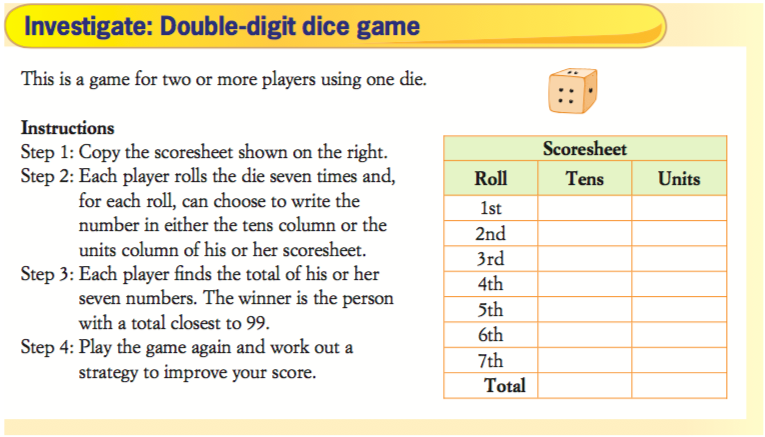 Investigate: Double-digit dice game
This is a game for two or more players using one die.
Instructions
Step 1: Copy the scoresheet shown on the right.
Step 2: Each player rolls the die seven times and,
for each roll, can choose to write the
number in either the tens column or the
units column of his or her scoresheet.
Step 3: Each player finds the total of his or her
seven numbers. The winner is the person
with a total closest to 99.
Step 4: Play the game again and work out a
strategy to improve your score.
Scoresheet
Roll Tens Units
1st
2nd
3rd
4th
5th
6th
7th
Total